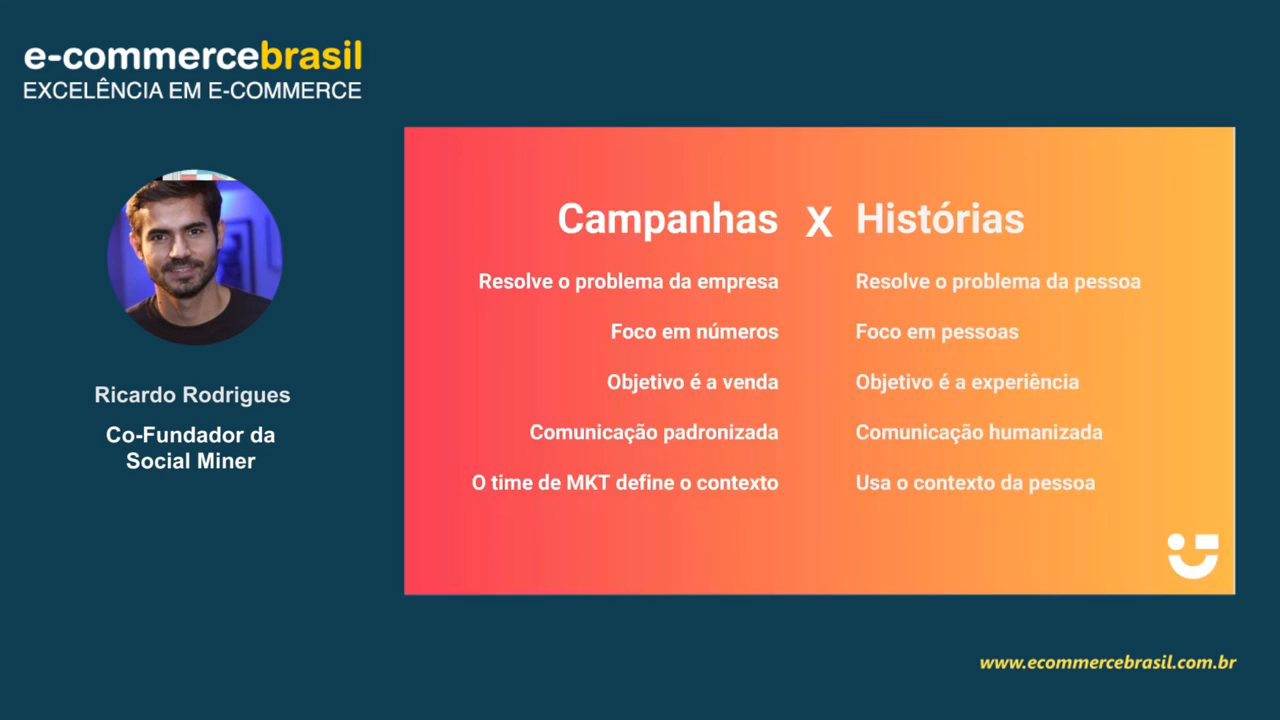 e-commercebrasil
EXCELÊNCIA EM E-COMMERCE
Ricardo Rodrigues
Co-Fundador da
Social Miner
Campanhas x Histórias
Resolve o problema da empresa Resolve o problema da pessoa
Foco em números Foco em pessoas
Objetivo é a venda Objetivo é a experiência
Comunicação padronizada Comunicação humanizada
O time de MKT define o contexto Usa o contexto da pessoa
www.ecommercebrasil.com.br